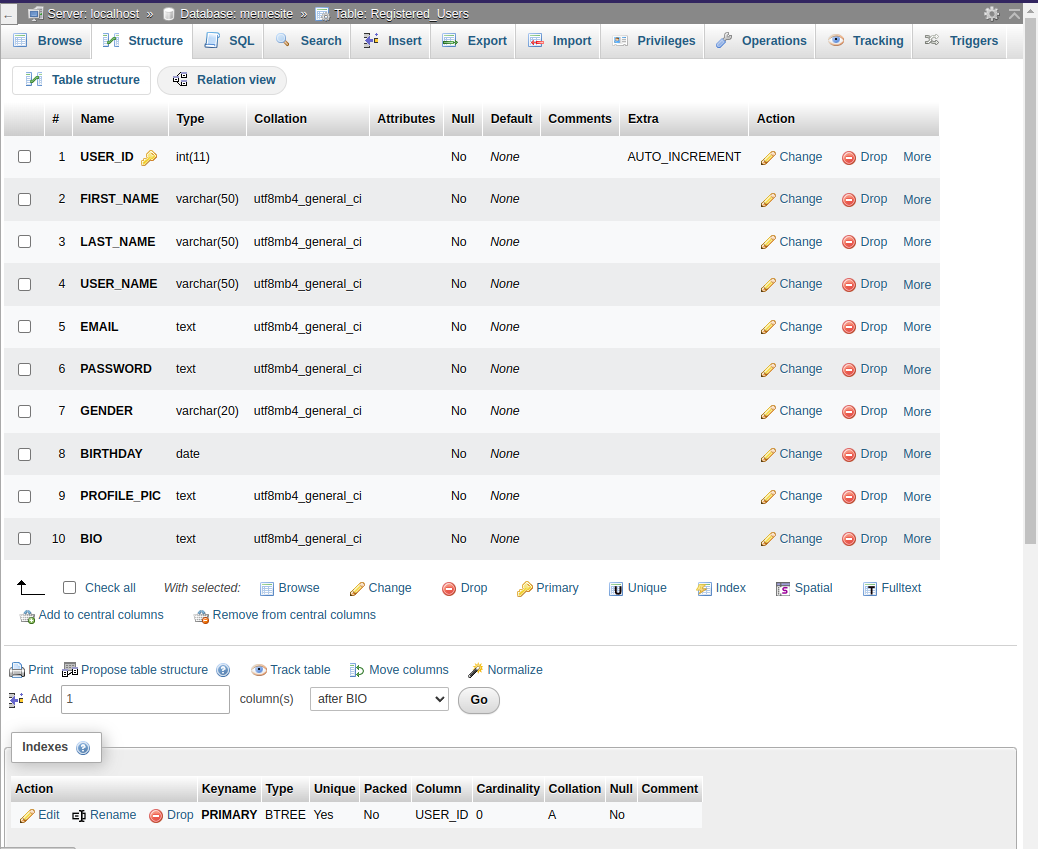 ← Server: localhost » Database: memesite » Table: Registered_Users
Browse Structure SQL Search Insert Export Import Privileges Operations Tracking Triggers
Table structure Relation view
# Name Type Collation Attributes Null Default Comments Extra Action
1 USER_ID int(11) No None AUTO_INCREMENT Change Drop More
2 FIRST_NAME varchar(50) utf8mb4_general_ci No None Change Drop More
3 LAST_NAME varchar(50) utf8mb4_general_ci No None Change Drop More
4 USER_NAME varchar(50) utf8mb4_general_ci No None Change Drop More
5 EMAIL text utf8mb4_general_ci No None Change Drop More
6 PASSWORD text utf8mb4_general_ci No None Change Drop More
7 GENDER varchar(20) utf8mb4_general_ci No None Change Drop More
8 BIRTHDAY date No None Change Drop More
9 PROFILE_PIC text utf8mb4_general_ci No None Change Drop More
10 BIO text utf8mb4_general_ci No None Change Drop More
Check all With selected: Browse Change Drop Primary Unique Index Spatial Fulltext
Add to central columns Remove from central columns
Print Propose table structure Track table Move columns Normalize
Add 1 column(s) after BIO Go
Indexes
Action Keyname Type Unique Packed Column Cardinality Collation Null Comment
Edit Rename Drop PRIMARY BTREE Yes No USER_ID 0 A No